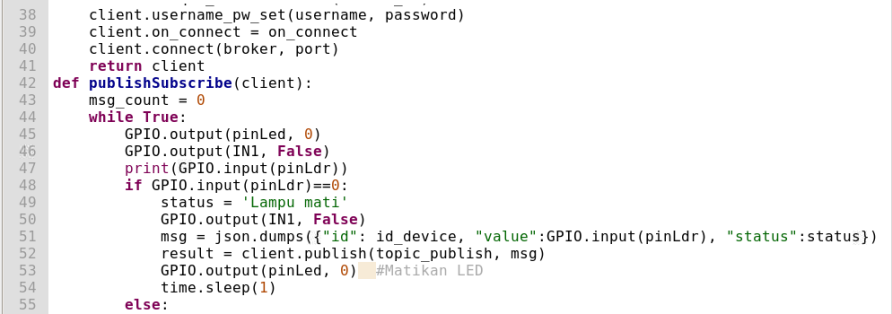 38 client.username_pw_set(username, password)
39 client.on_connect = on_connect
40 client.connect(broker, port)
41 return client
42 def publishSubscribe(client):
43 msg_count = 0
44 while True:
45 GPIO.output(pinLed, 0)
46 GPIO.output(IN1, False)
47 print(GPIO.input(pinLdr))
48 if GPIO.input(pinLdr)==0:
49 status = 'Lampu mati'
50 GPIO.output(IN1, False)
51 msg = json.dumps({"id": id_device, "value":GPIO.input(pinLdr), "status":status})
52 result = client.publish(topic_publish, msg)
53 GPIO.output(pinLed, 0)  #Matikan LED
54 time.sleep(1)
55 else: